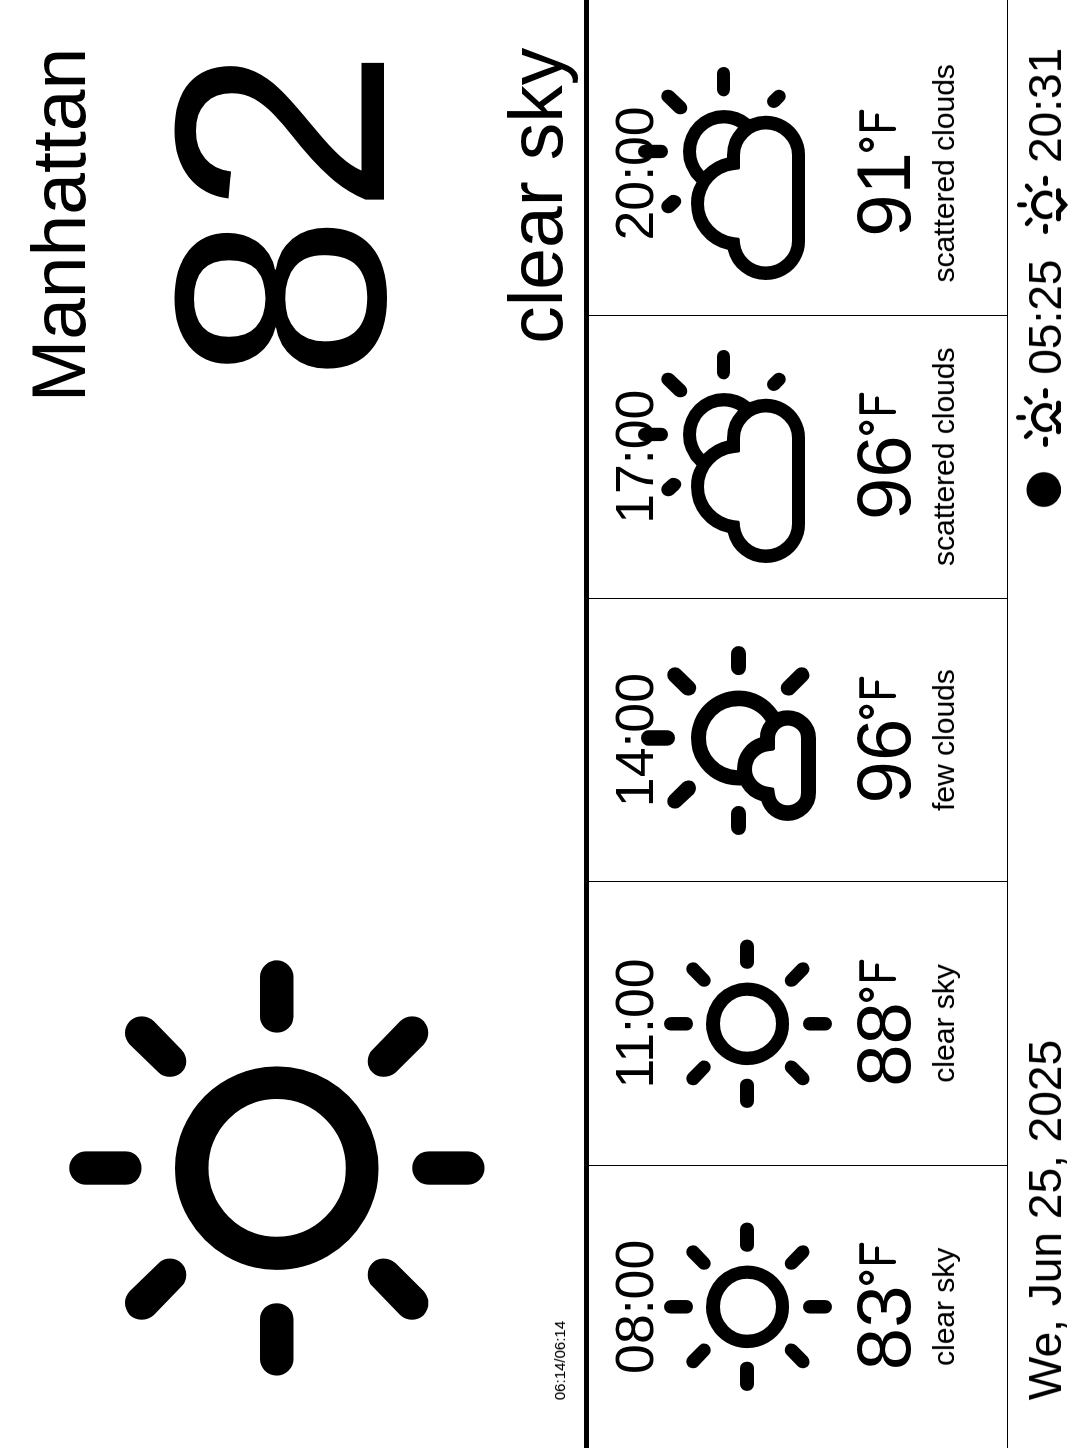 Manhattan
82
clear sky
06:14/06:14
08:00
83°F
clear sky
11:00
88°F
clear sky
14:00
96°F
few clouds
17:00
96°F
scattered clouds
20:00
91°F
scattered clouds
We, Jun 25, 2025
05:25
20:31